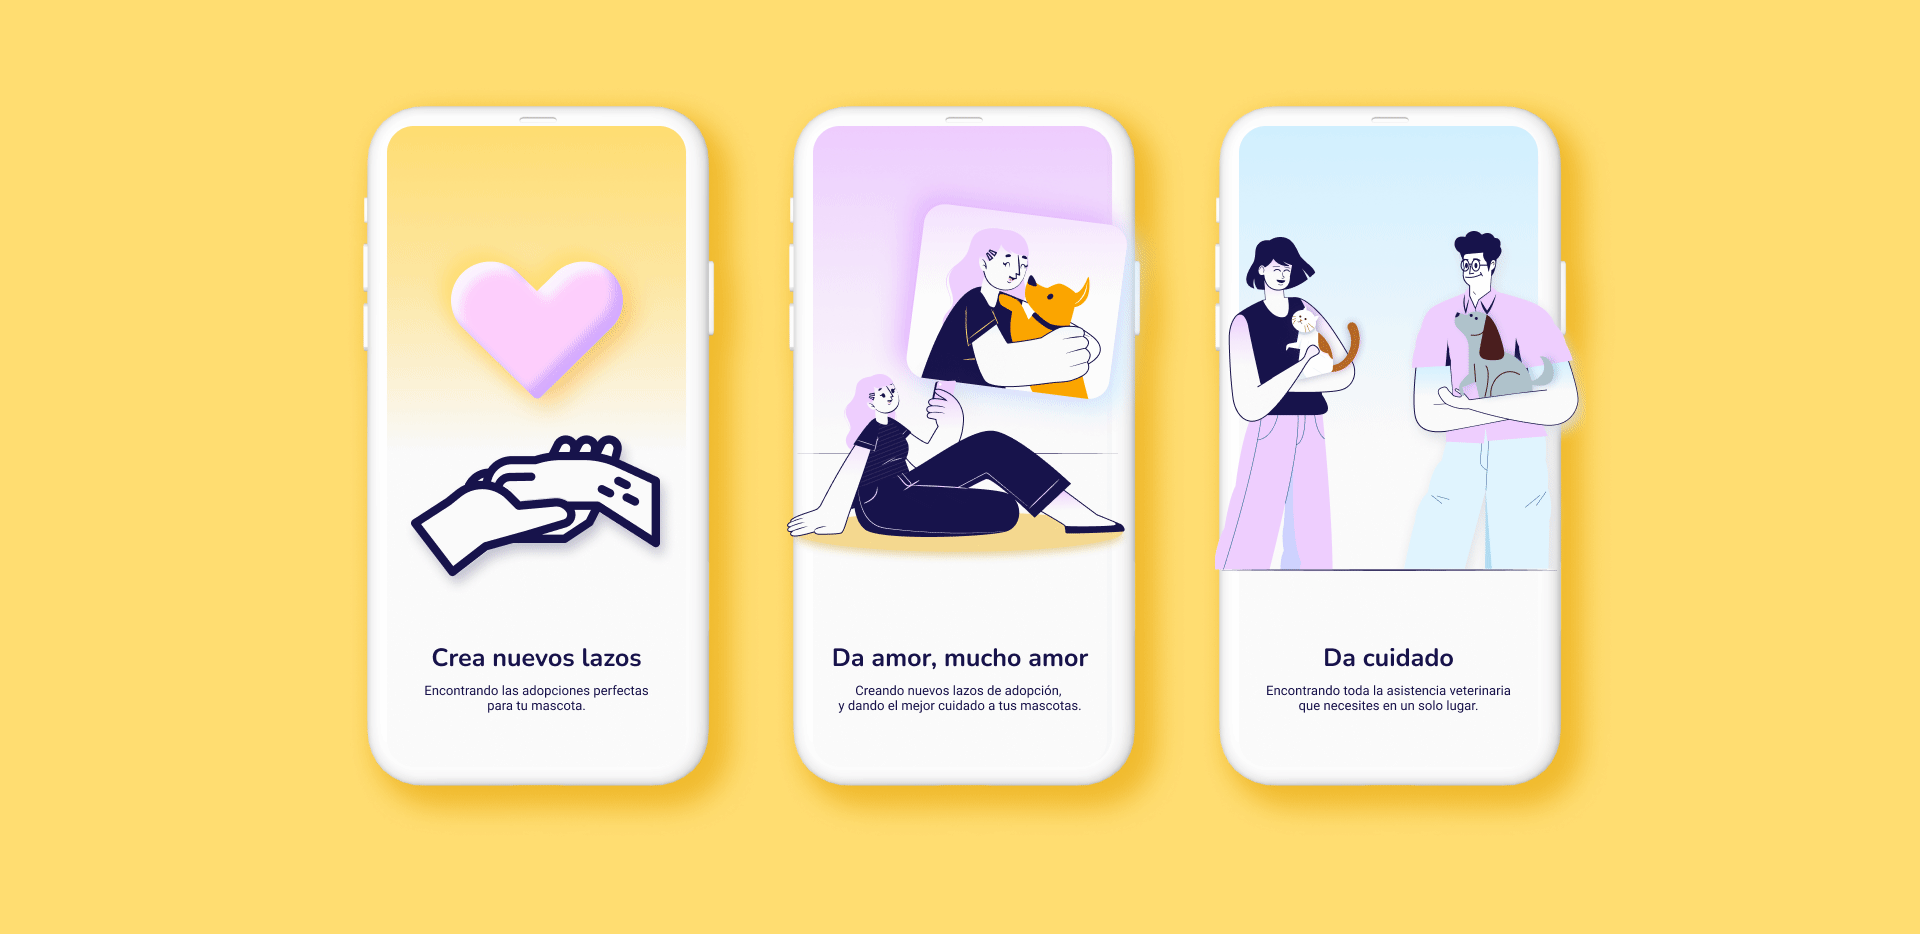 Crea nuevos lazos
Encontrando las adopciones perfectas
para tu mascota.
Da amor, mucho amor
Creando nuevos lazos de adopción,
y dando el mejor cuidado a tus mascotas.
Da cuidado
Encontrando toda la asistencia veterinaria
que necesites en un solo lugar.